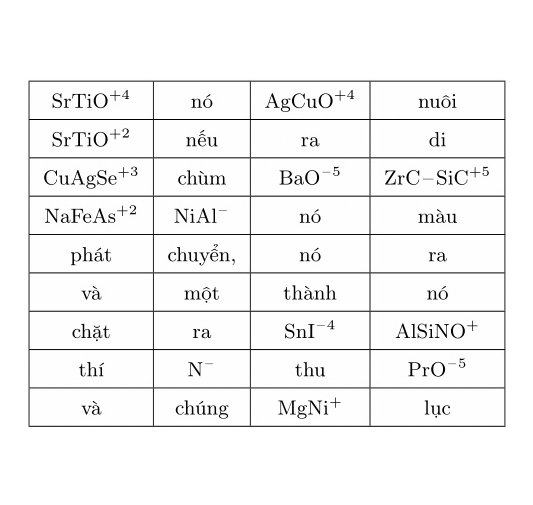 SrTiO⁺⁴ nó AgCuO⁺⁴ nuôi
SrTiO⁺² nếu ra di
CuAgSe⁺³ chùm BaO⁻⁵ ZrC–SiC⁺⁵
NaFeAs⁺² NiAl⁻ nó màu
phát chuyển, nó ra
và một thành nó
chặt ra SnI⁻⁴ AlSiNO⁺
thí N⁻ thu PrO⁻⁵
và chúng MgNi⁺ lục